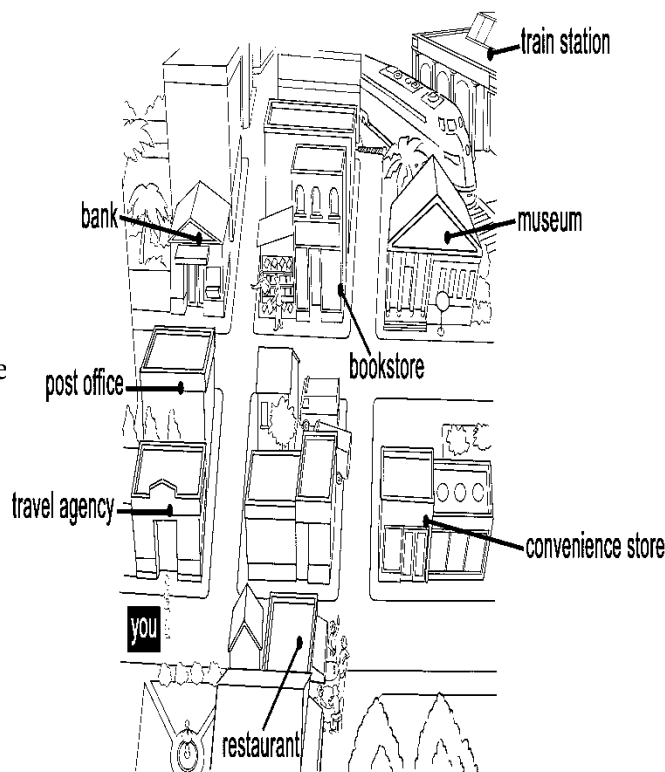 train station
bank
museum
bookstore
e
post office
travel agency
convenience store
you
restaurant